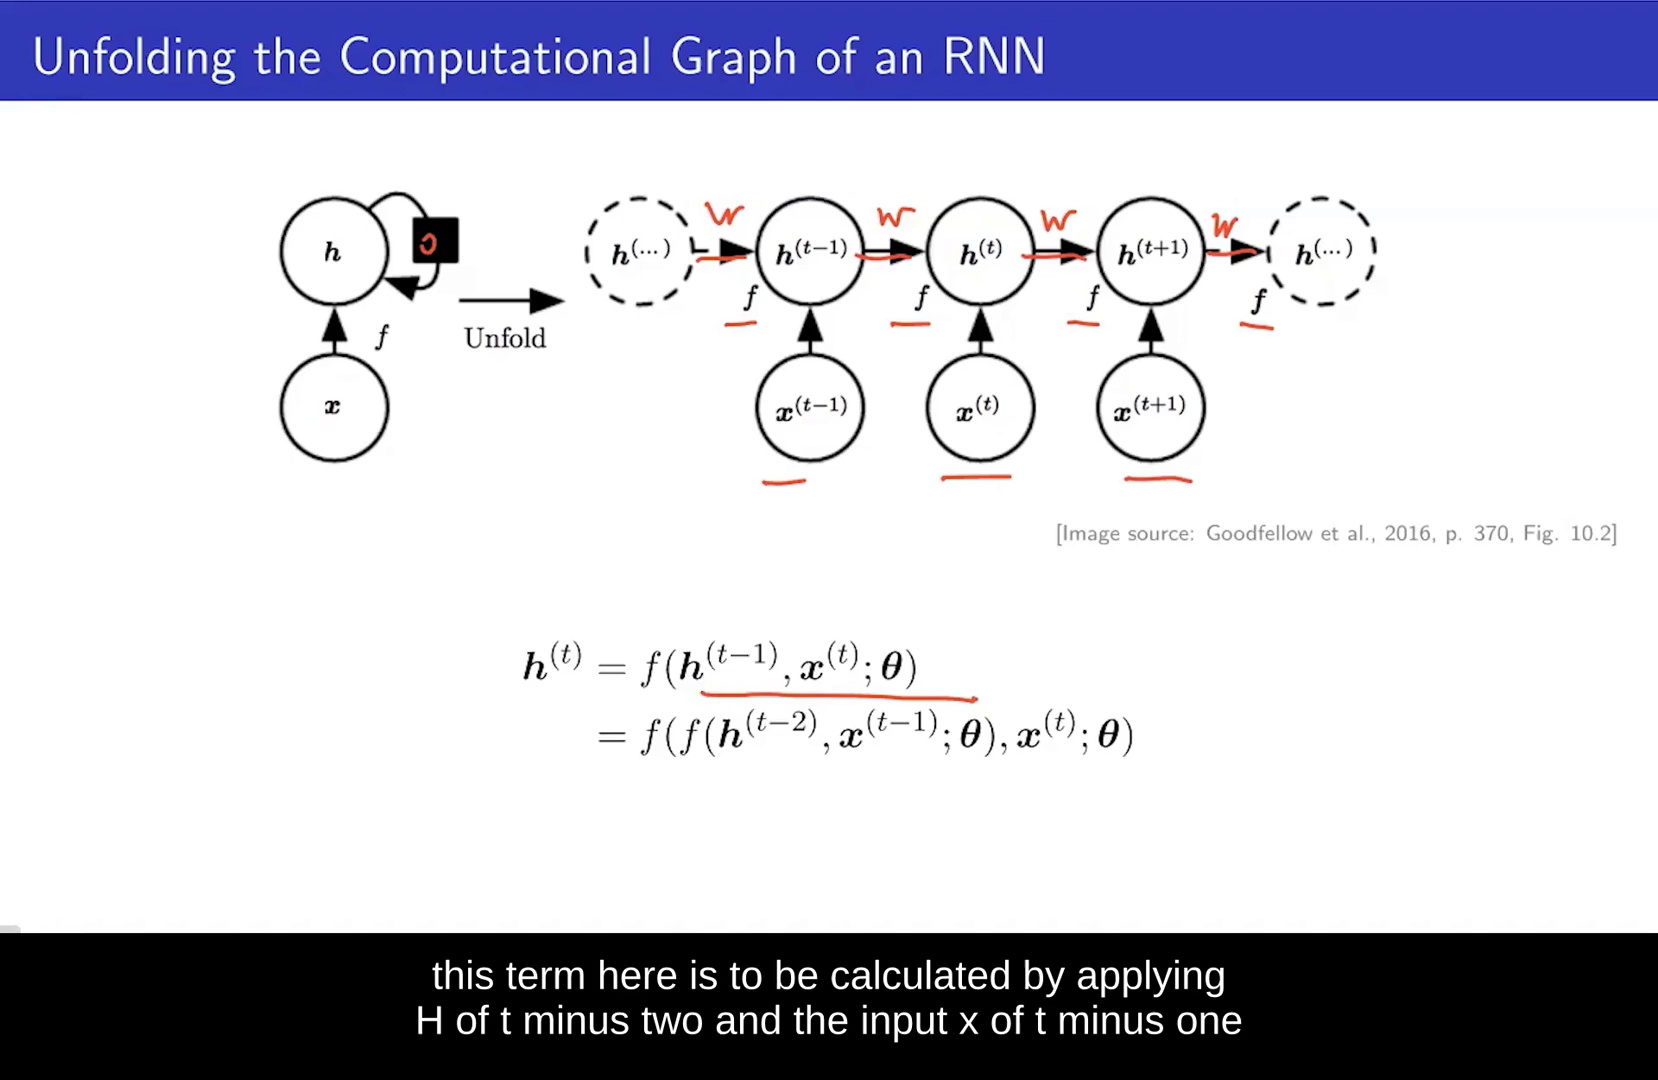 Unfolding the Computational Graph of an RNN
W W W W
h h^(...) h^(t−1) h^(t) h^(t+1) h^(...)
f f f f
f Unfold
x x^(t−1) x^(t) x^(t+1)
[Image source: Goodfellow et al., 2016, p. 370, Fig. 10.2]
h^(t) = f(h^(t−1), x^(t); θ)
= f(f(h^(t−2), x^(t−1); θ), x^(t); θ)
this term here is to be calculated by applying
H of t minus two and the input x of t minus one